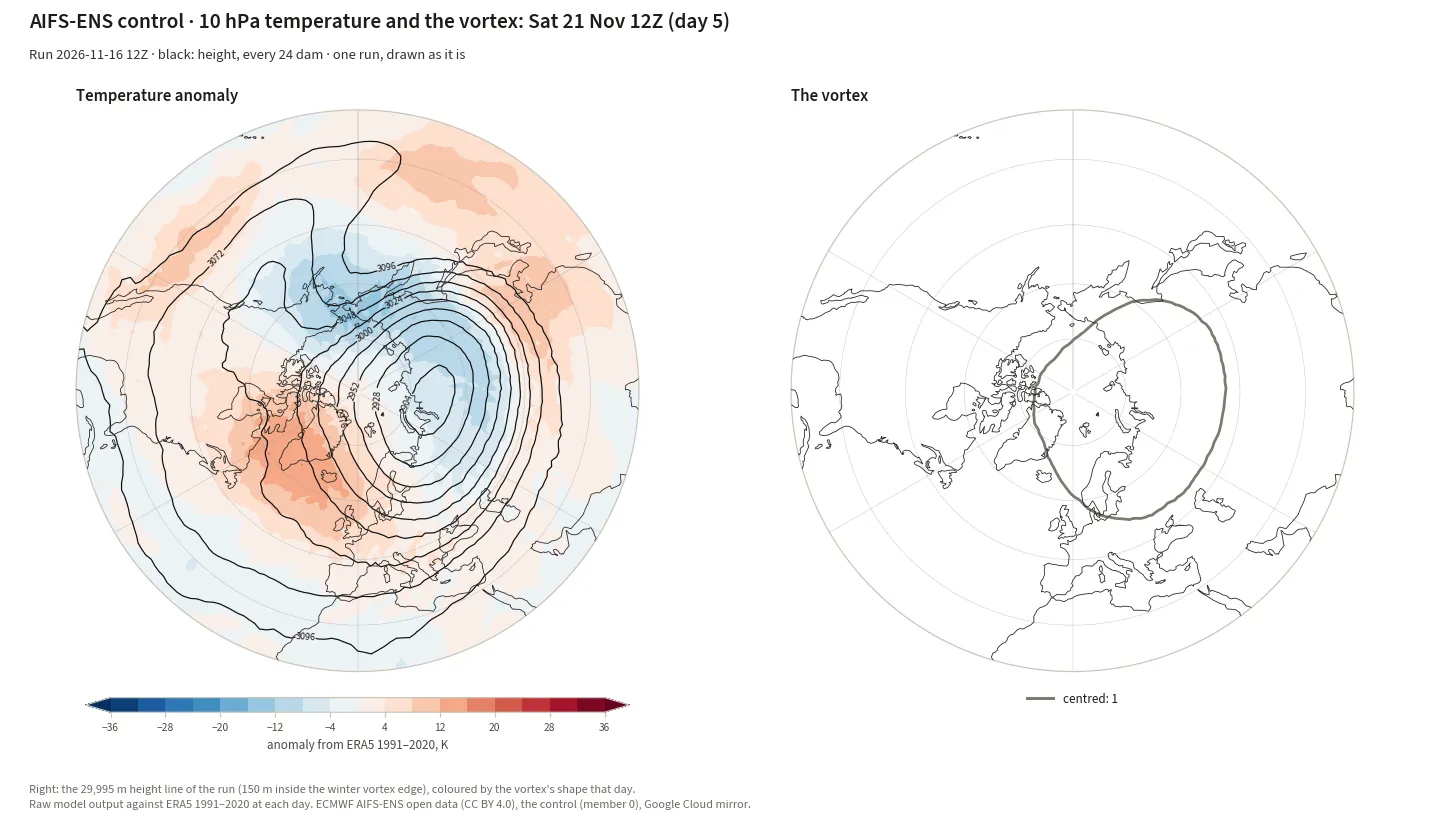 AIFS-ENS control · 10 hPa temperature and the vortex: Sat 21 Nov 12Z (day 5)
Run 2026-11-16 12Z · black: height, every 24 dam · one run, drawn as it is
Temperature anomaly
The vortex
3072
3096
3024
3048
3000
2952
2928
3096
centred: 1
−36 −28 −20 −12 −4 4 12 20 28 36
anomaly from ERA5 1991–2020, K
Right: the 29,995 m height line of the run (150 m inside the winter vortex edge), coloured by the vortex's shape that day.
Raw model output against ERA5 1991–2020 at each day. ECMWF AIFS-ENS open data (CC BY 4.0), the control (member 0), Google Cloud mirror.